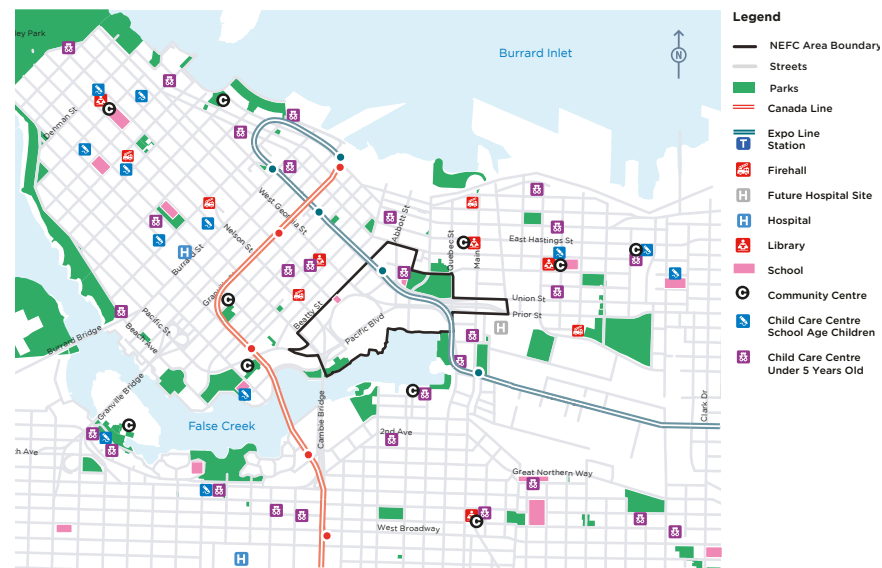 Legend
NEFC Area Boundary
Streets
Parks
Canada Line
Expo Line
Station
T
Firehall
Future Hospital Site
H
Hospital
H
Library
School
Community Centre
C
Child Care Centre
School Age Children
Child Care Centre
Under 5 Years Old
ley Park
Burrard Inlet
N
Denman St
West Georgia St
Nelson St
Burrard St
Abbott St
Quebec St
Main
East Hastings St
Union St
Prior St
Beatty St
Pacific Blvd
Pacific St
Beach Ave
Burrard Bridge
Granville Bridge
False Creek
Cambie Bridge
2nd Ave
Clark Dr
h Ave
Great Northern Way
West Broadway
H
H
H